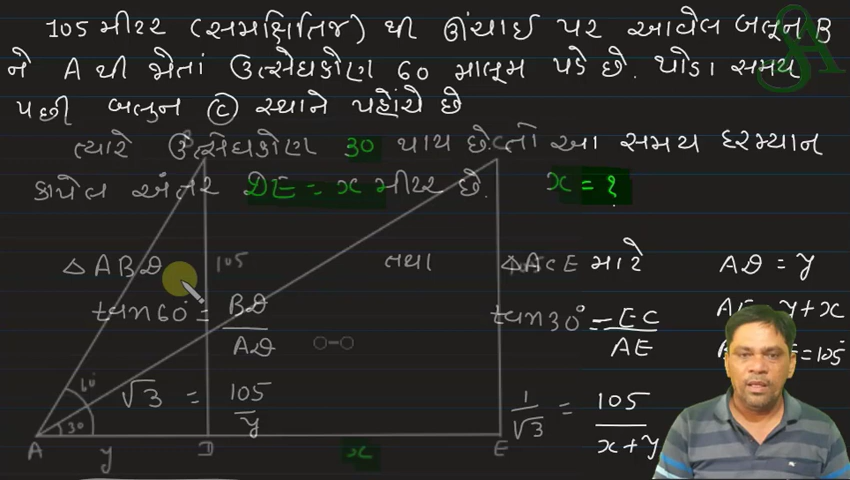 105 મીટર (સમક્ષિતિજ) થી ઊંચાઈ પર આવેલ બલૂન B
ને A થી જોતાં ઉત્સેધકોણ 60 માલૂમ પડે છે. થોડા સમય
પછી બલુન ⓒ સ્થાને પહોંચે છે
ત્યારે ઉત્સેધકોણ 30 થાય છે. તો આ સમય દરમ્યાન
કાપેલ અંતર DE = x મીટર છે. x = ?
B C
△ABD 105 તથા △ACE માટે AD = y
tan 60° = BD / AD tan 30° = EC / AE y + x
= 105
60°
√3 = 105 / y 1 / √3 = 105 / x+y
30
A y D x E